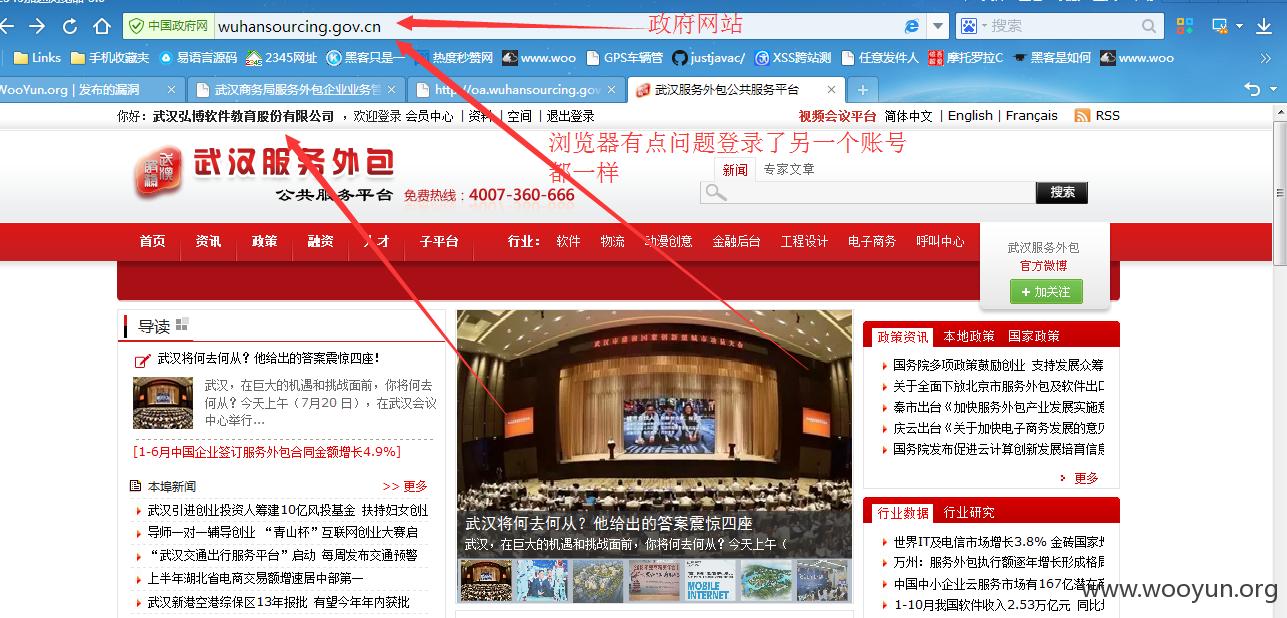 中国政府网
wuhansourcing.gov.cn
政府网站
搜索
Links
手机收藏夹
易语言源码
2345网址
黑客只是一
热度秒赞网
www.woo
GPS车辆管
justjavac/
XSS跨站测
任意发件人
摩托罗拉C
黑客是如何
www.woo
WooYun.org | 发布的漏洞
武汉商务局服务外包企业业务管
http://oa.wuhansourcing.gov
武汉服务外包公共服务平台
你好：武汉弘博软件教育股份有限公司 ，欢迎登录 会员中心 | 资料 | 空间 | 退出登录
视频会议平台 简体中文 | English | Français
RSS
浏览器有点问题登录了另一个账号
都一样
武汉服务外包
公共服务平台
免费热线：4007-360-666
新闻
专家文章
搜索
首页
资讯
政策
融资
人才
子平台
行业：
软件
物流
动漫创意
金融后台
工程设计
电子商务
呼叫中心
武汉服务外包
官方微博
+ 加关注
导读
武汉将何去何从？他给出的答案震惊四座！
武汉，在巨大的机遇和挑战面前，你将何去
何从？今天上午（7月20 日），在武汉会议
中心举行...
[1-6月中国企业签订服务外包合同金额增长4.9%]
本埠新闻
>> 更多
武汉引进创业投资人筹建10亿风投基金 扶持妇女创业
导师一对一辅导创业 “青山杯”互联网创业大赛启
“武汉交通出行服务平台”启动 每周发布交通预警
上半年湖北省电商交易额增速居中部第一
武汉新港空港综保区13年报批 有望今年年内获批
武汉将何去何从？他给出的答案震惊四座
武汉，在巨大的机遇和挑战面前，你将何去何从？今天上午（
MOBILE
INTERNET
政策资讯
本地政策
国家政策
国务院多项政策鼓励创业 支持发展众筹
关于全面下放北京市服务外包及软件出口
秦市出台《加快服务外包产业发展实施意
庆云出台《关于加快电子商务发展的意见
国务院发布促进云计算创新发展培育信息
更多
行业数据
行业研究
世界IT及电信市场增长3.8% 金砖国家增
万州：服务外包执行额逐年增长形成格局
中国中小企业云服务市场有167亿潜
1-10月我国软件收入2.53万亿元 同比增
www.wooyun.org